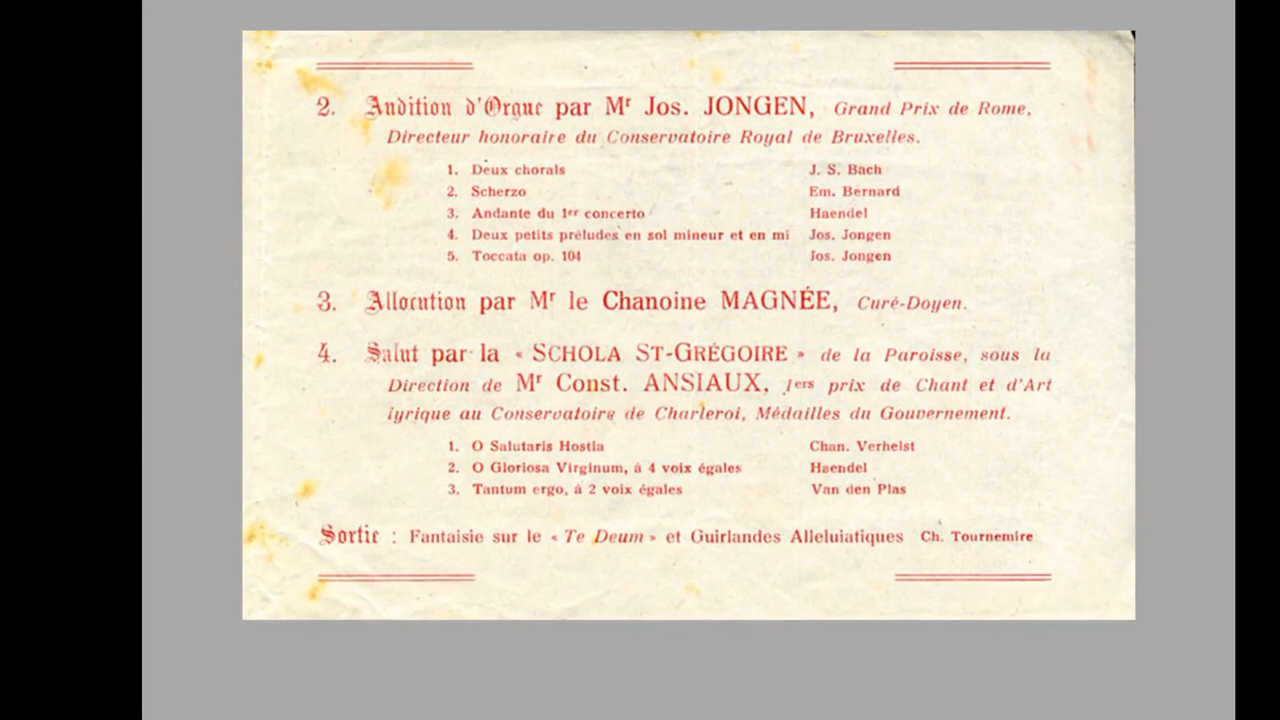 2. Audition d'Orgue par Mr Jos. JONGEN, Grand Prix de Rome,
Directeur honoraire du Conservatoire Royal de Bruxelles.
1. Deux chorals J. S. Bach
2. Scherzo Em. Bernard
3. Andante du 1er concerto Haendel
4. Deux petits préludes en sol mineur et en mi Jos. Jongen
5. Toccata op. 104 Jos. Jongen
3. Allocution par Mr le Chanoine MAGNÉE, Curé-Doyen.
4. Salut par la « SCHOLA ST-GRÉGOIRE » de la Paroisse, sous la
Direction de Mr Const. ANSIAUX, 1ers prix de Chant et d'Art
lyrique au Conservatoire de Charleroi, Médailles du Gouvernement.
1. O Salutaris Hostia Chan. Verhelst
2. O Gloriosa Virginum, à 4 voix égales Haendel
3. Tantum ergo, à 2 voix égales Van den Plas
Sortie : Fantaisie sur le « Te Deum » et Guirlandes Alleluiatiques Ch. Tournemire